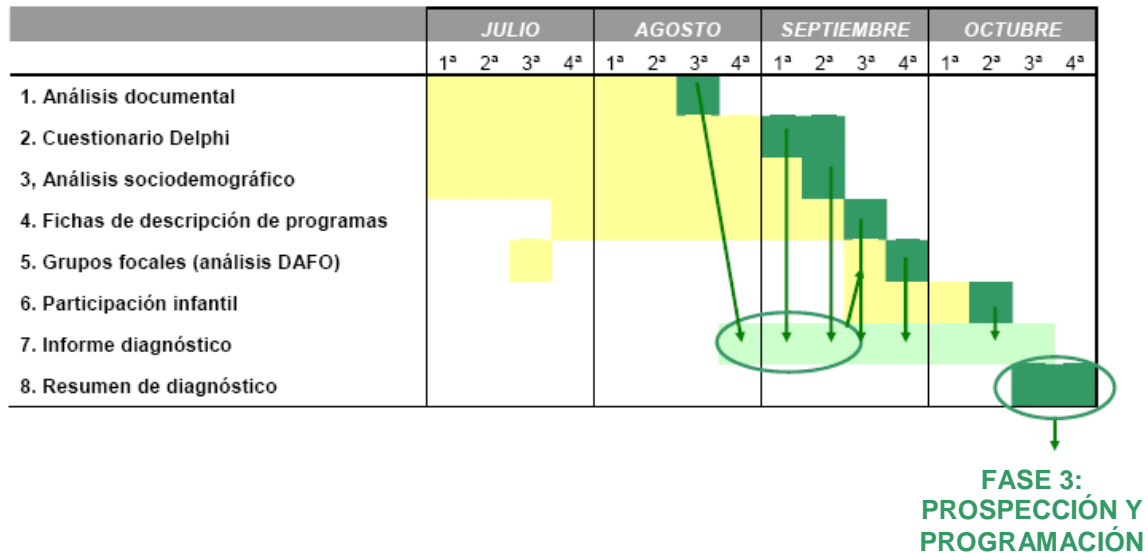 JULIO AGOSTO SEPTIEMBRE OCTUBRE
1ª 2ª 3ª 4ª 1ª 2ª 3ª 4ª 1ª 2ª 3ª 4ª 1ª 2ª 3ª 4ª
1. Análisis documental
2. Cuestionario Delphi
3, Análisis sociodemográfico
4. Fichas de descripción de programas
5. Grupos focales (análisis DAFO)
6. Participación infantil
7. Informe diagnóstico
8. Resumen de diagnóstico
FASE 3:
PROSPECCIÓN Y
PROGRAMACIÓN